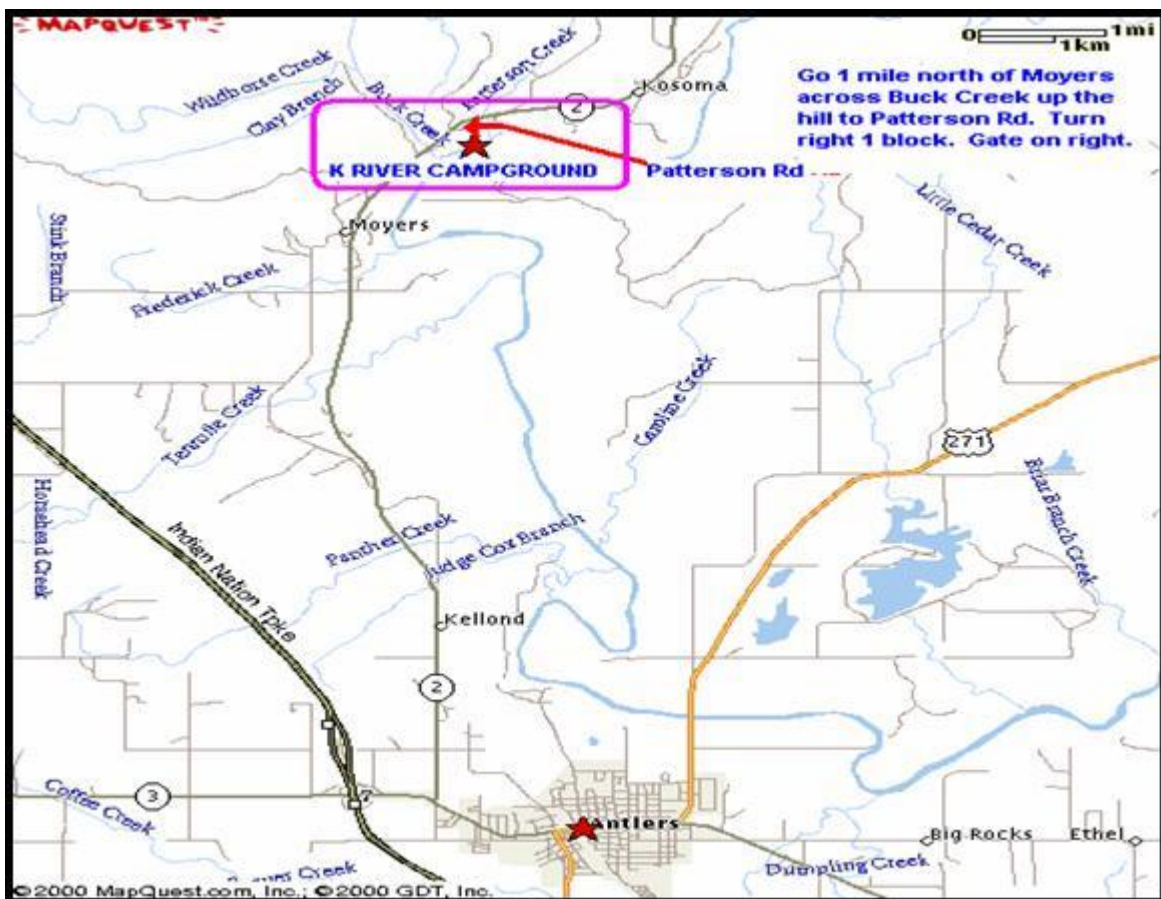 MAPQUEST
0 1mi
1km
Go 1 mile north of Moyers
across Buck Creek up the
hill to Patterson Rd. Turn
right 1 block. Gate on right.
Wildhorse Creek
Clay Branch
Buck Creek
Patterson Creek
Kosoma
2
K RIVER CAMPGROUND
Patterson Rd
Little Cedar Creek
Stink Branch
Moyers
Frederick Creek
Caroline Creek
Tenmile Creek
271
Briar Branch Creek
Horsehead Creek
Indian Nation Tpke
Panther Creek
Judge Cox Branch
Kellond
2
Coffee Creek
3
Antlers
Big Rocks
Ethel
Dumpling Creek
Creek
©2000 MapQuest.com, Inc.; ©2000 GDT, Inc.